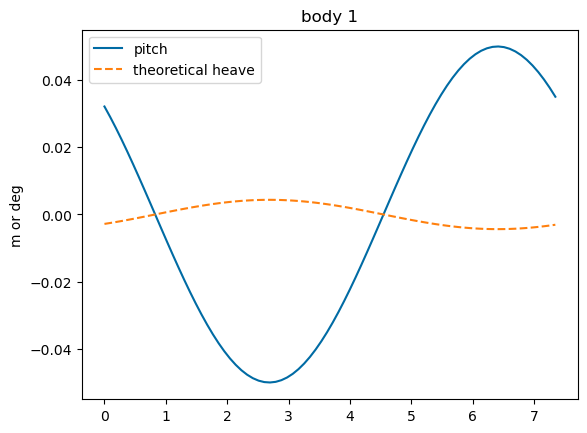 body 1
pitch
theoretical heave
m or deg
0.04
0.02
0.00
−0.02
−0.04
0 1 2 3 4 5 6 7